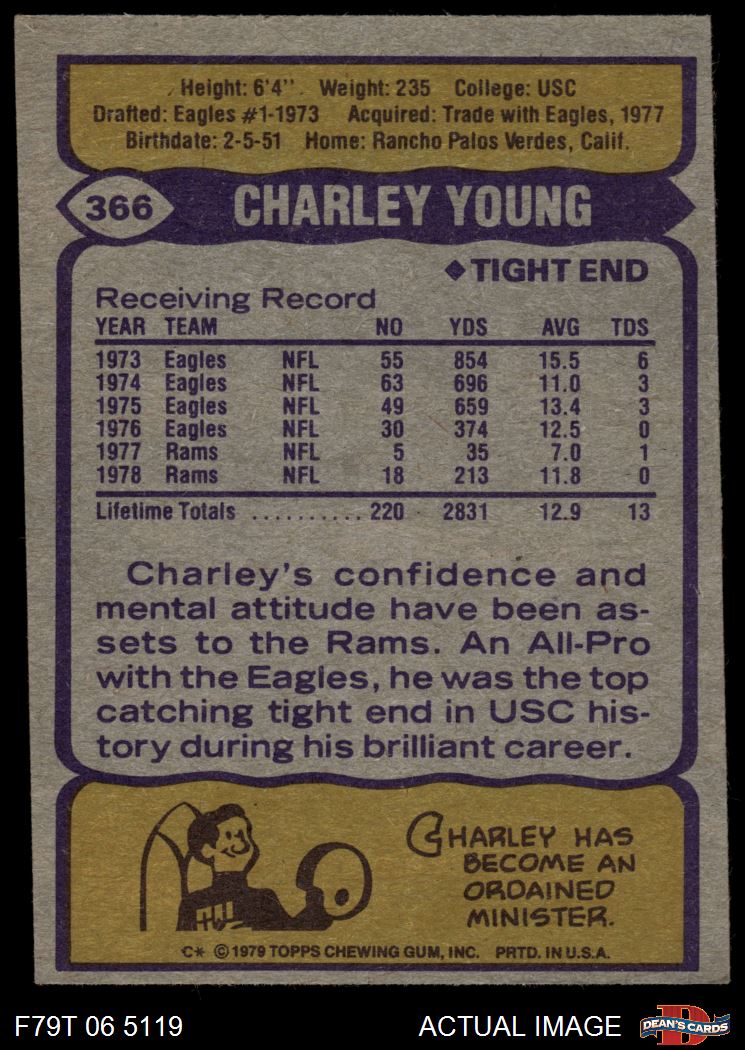 Height: 6'4" Weight: 235 College: USC
Drafted: Eagles #1-1973 Acquired: Trade with Eagles, 1977
Birthdate: 2-5-51 Home: Rancho Palos Verdes, Calif.
366 CHARLEY YOUNG
◆TIGHT END
Receiving Record
YEAR TEAM NO YDS AVG TDS
1973 Eagles NFL 55 854 15.5 6
1974 Eagles NFL 63 696 11.0 3
1975 Eagles NFL 49 659 13.4 3
1976 Eagles NFL 30 374 12.5 0
1977 Rams NFL 5 35 7.0 1
1978 Rams NFL 18 213 11.8 0
Lifetime Totals .......... 220 2831 12.9 13
Charley's confidence and
mental attitude have been as-
sets to the Rams. An All-Pro
with the Eagles, he was the top
catching tight end in USC his-
tory during his brilliant career.
CHARLEY HAS
BECOME AN
ORDAINED
MINISTER.
C* © 1979 TOPPS CHEWING GUM, INC. PRTD. IN U.S.A.
F79T 06 5119 ACTUAL IMAGE D DEAN'S CARDS